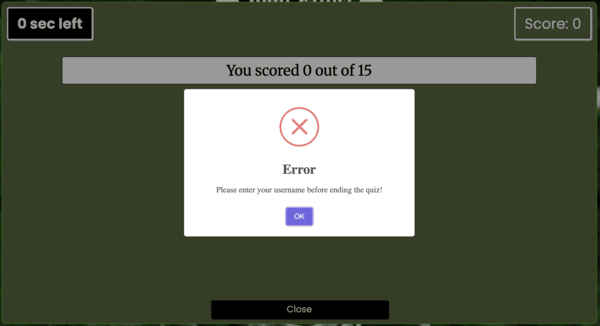 0 sec left
Score: 0
You scored 0 out of 15
Error
Please enter your username before ending the quiz!
OK
Close